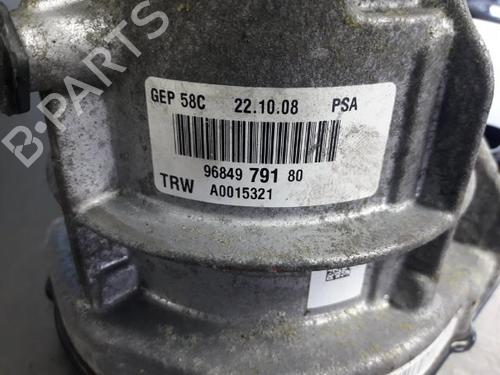 GEP 58C 22.10.08 PSA
96849 791 80
TRW A0015321
B-PARTS